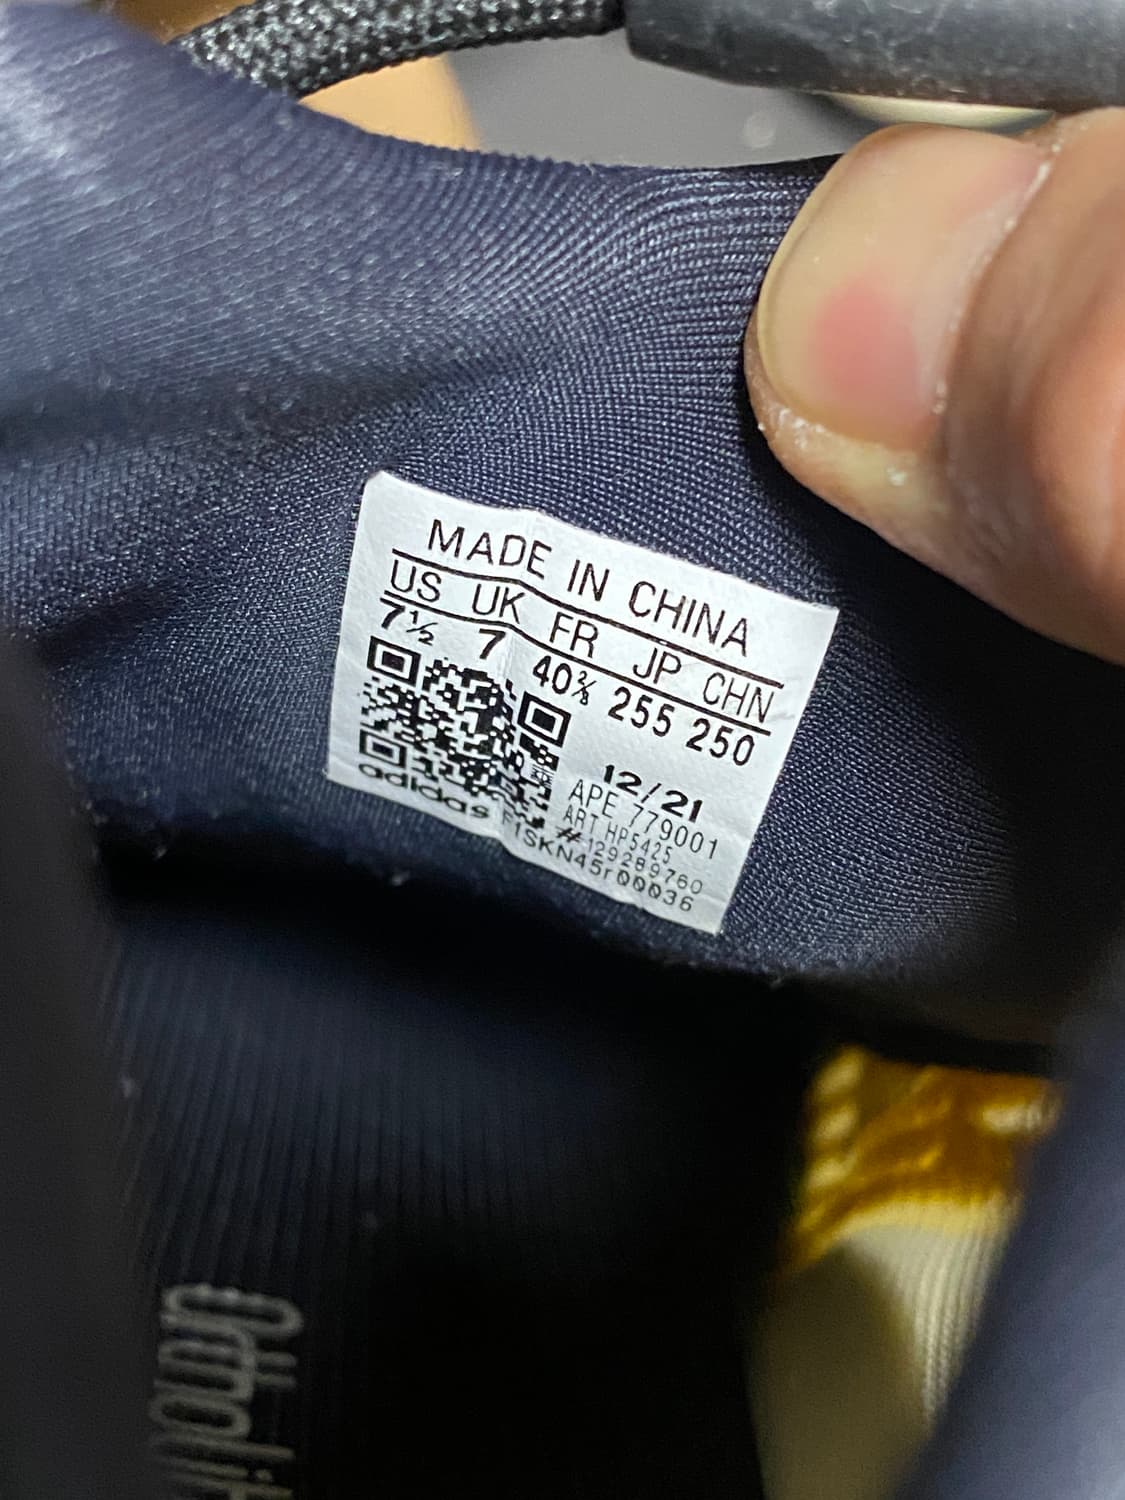 MADE IN CHINA
US UK FR JP CHN
7½ 7 40⅔ 255 250
12/21
APE 779001
ART HP5425
#129289760
adidas F1SKN45r00036